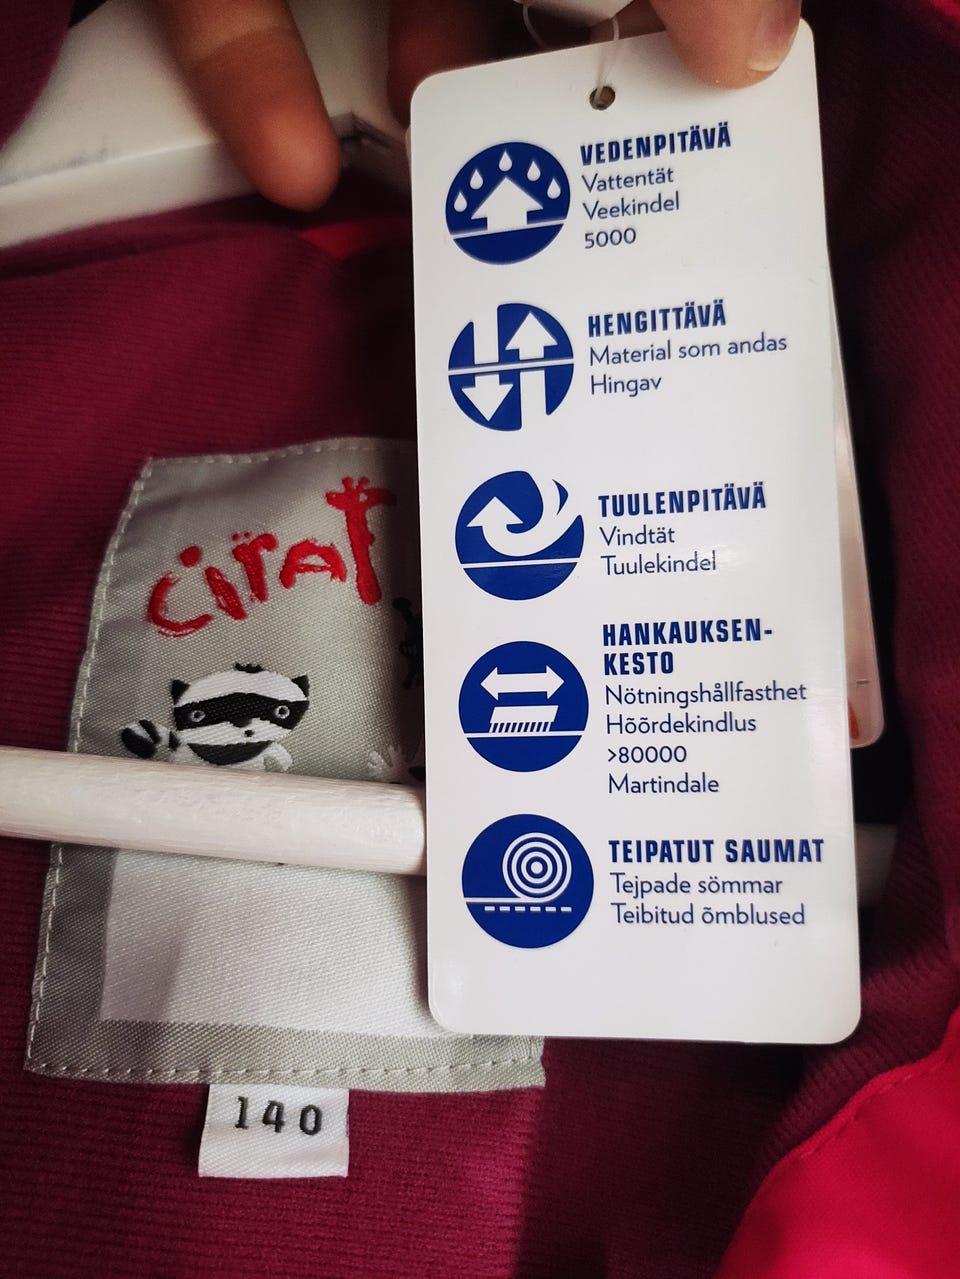 VEDENPITÄVÄ
Vattentät
Veekindel
5000
HENGITTÄVÄ
Material som andas
Hingav
TUULENPITÄVÄ
Vindtät
Tuulekindel
HANKAUKSEN-
KESTO
Nötningshållfasthet
Hõõrdekindlus
>80000
Martindale
TEIPATUT SAUMAT
Tejpade sömmar
Teibitud õmblused
CiRAF
140